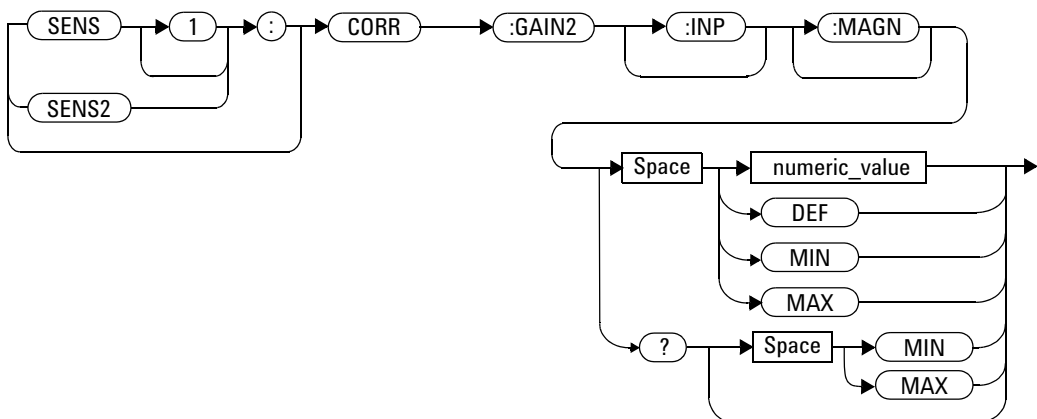 SENS 1 : CORR :GAIN2 :INP :MAGN
SENS2
Space numeric_value
DEF
MIN
MAX
? Space MIN
MAX